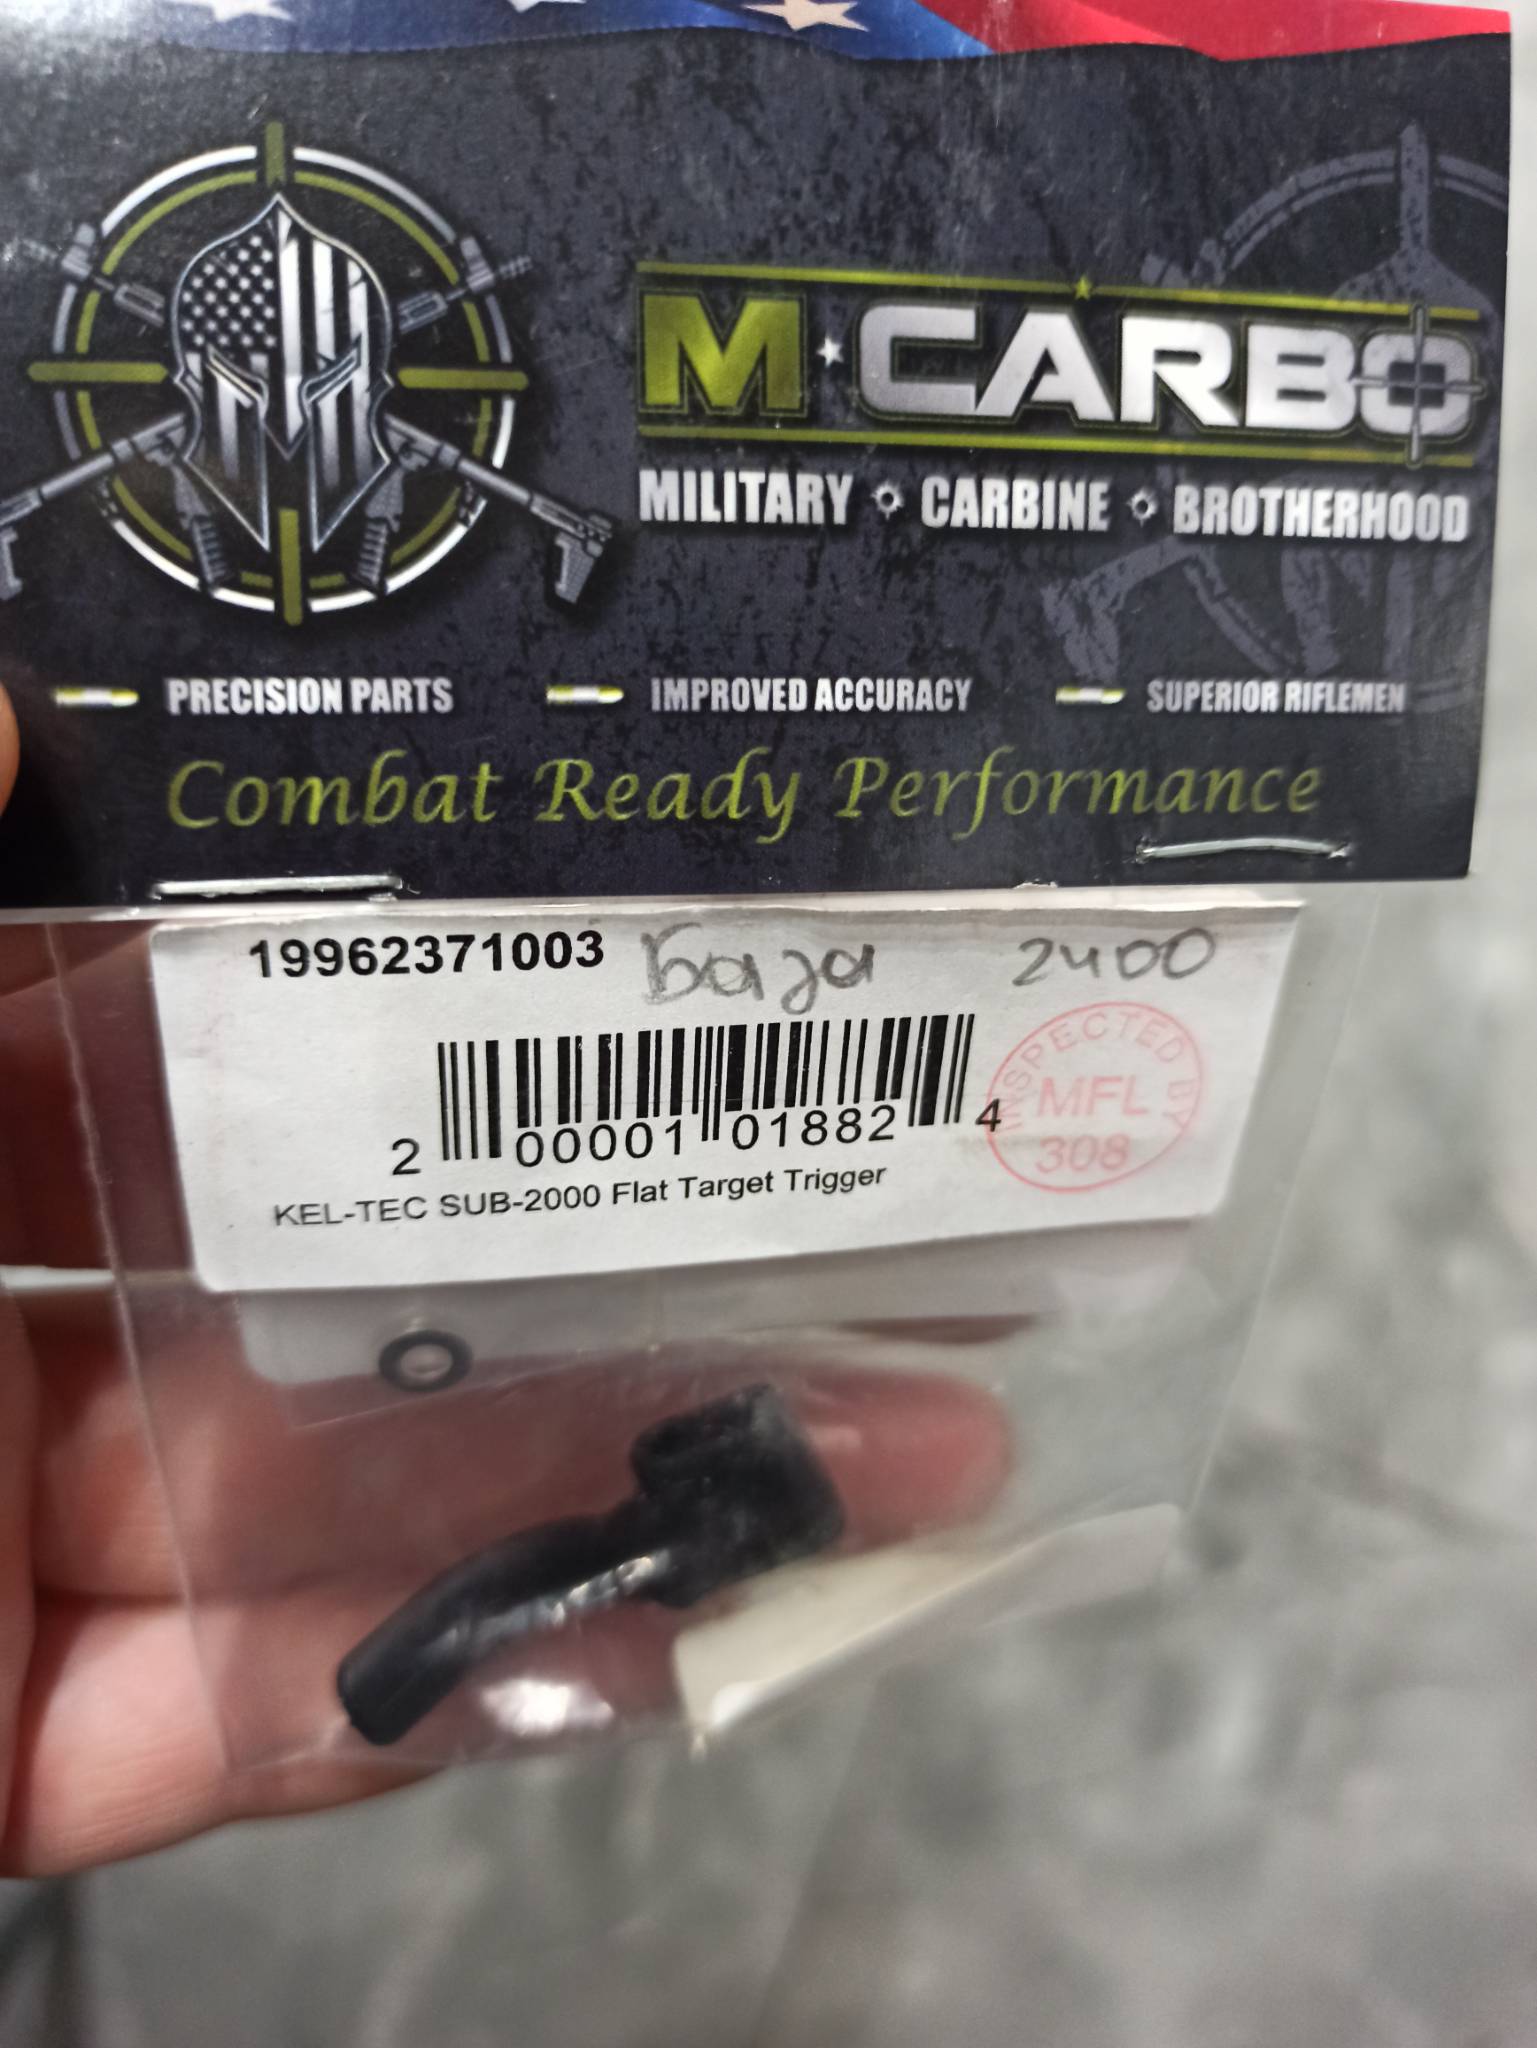 M★CARBO
MILITARY CARBINE BROTHERHOOD
PRECISION PARTS IMPROVED ACCURACY SUPERIOR RIFLEMEN
Combat Ready Performance
19962371003 База 2400
2 00001 01882 4
INSPECTED BY
MFL
308
KEL-TEC SUB-2000 Flat Target Trigger